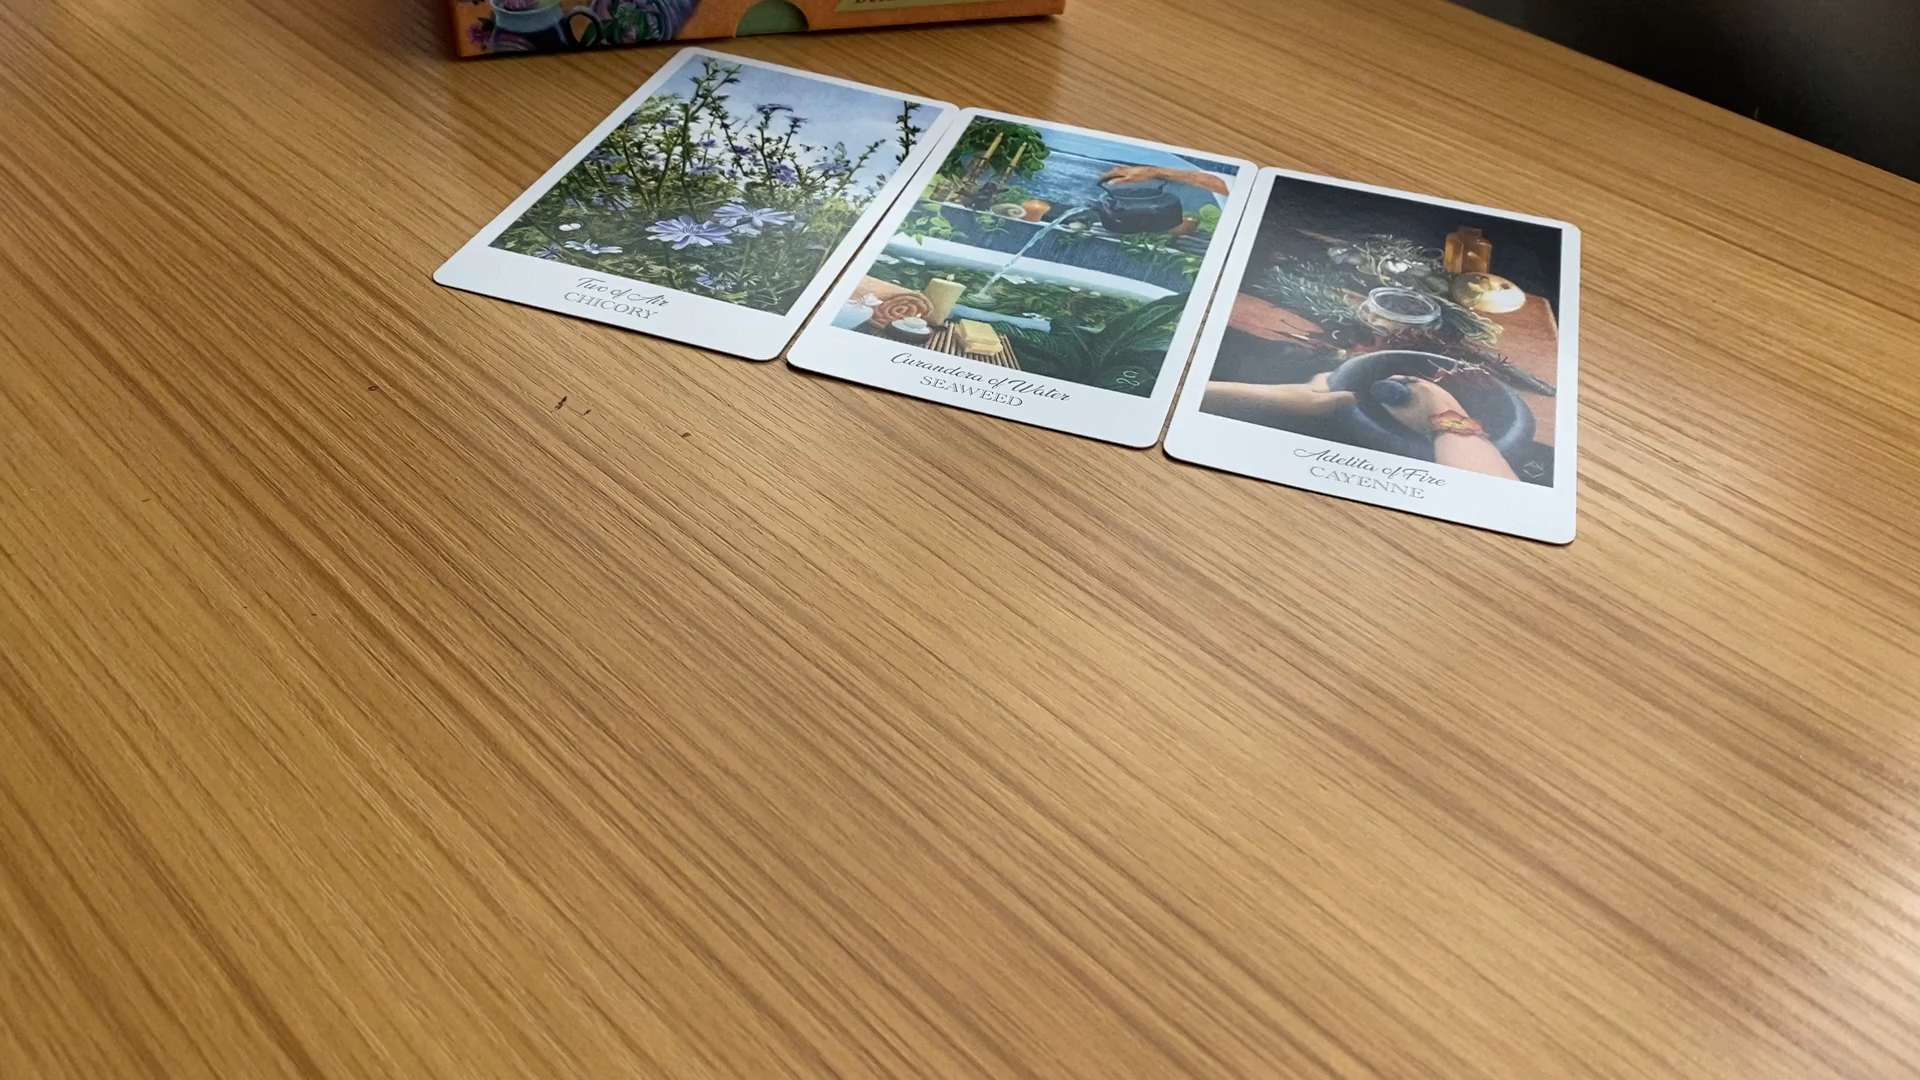 Two of Air
CHICORY
Curandera of Water
SEAWEED
Adelita of Fire
CAYENNE